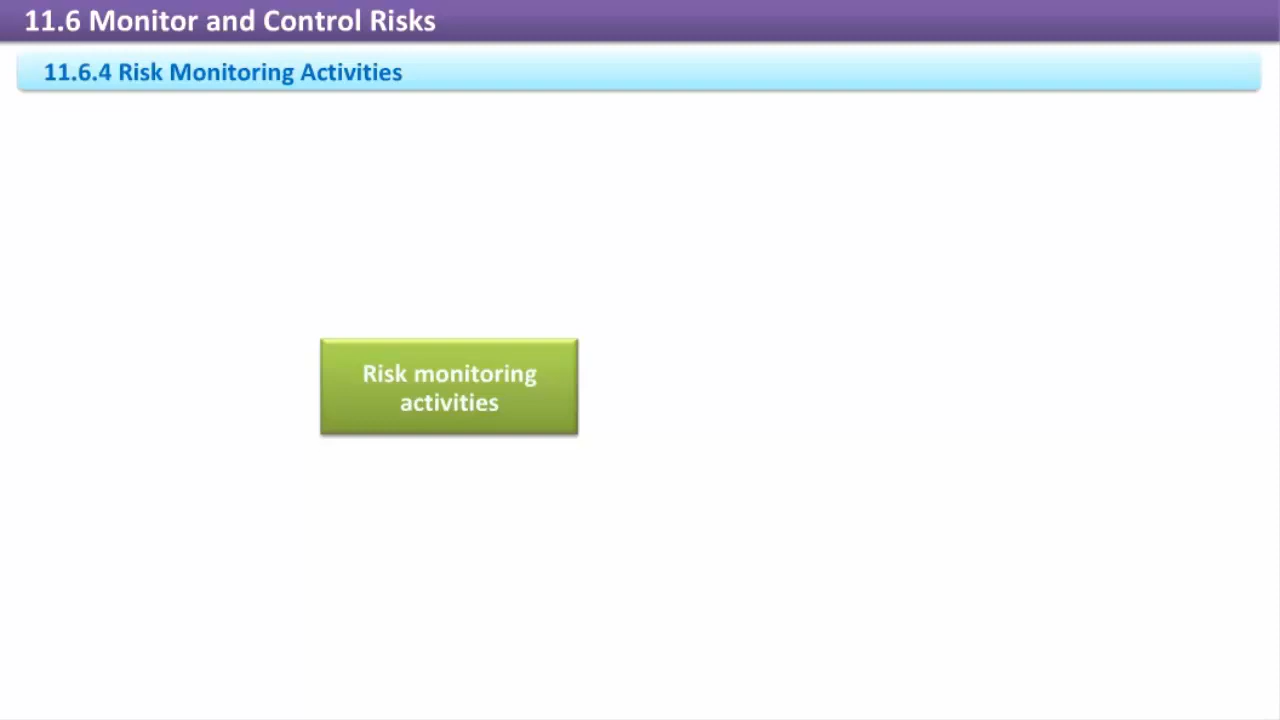 11.6 Monitor and Control Risks
11.6.4 Risk Monitoring Activities
Risk monitoring
activities